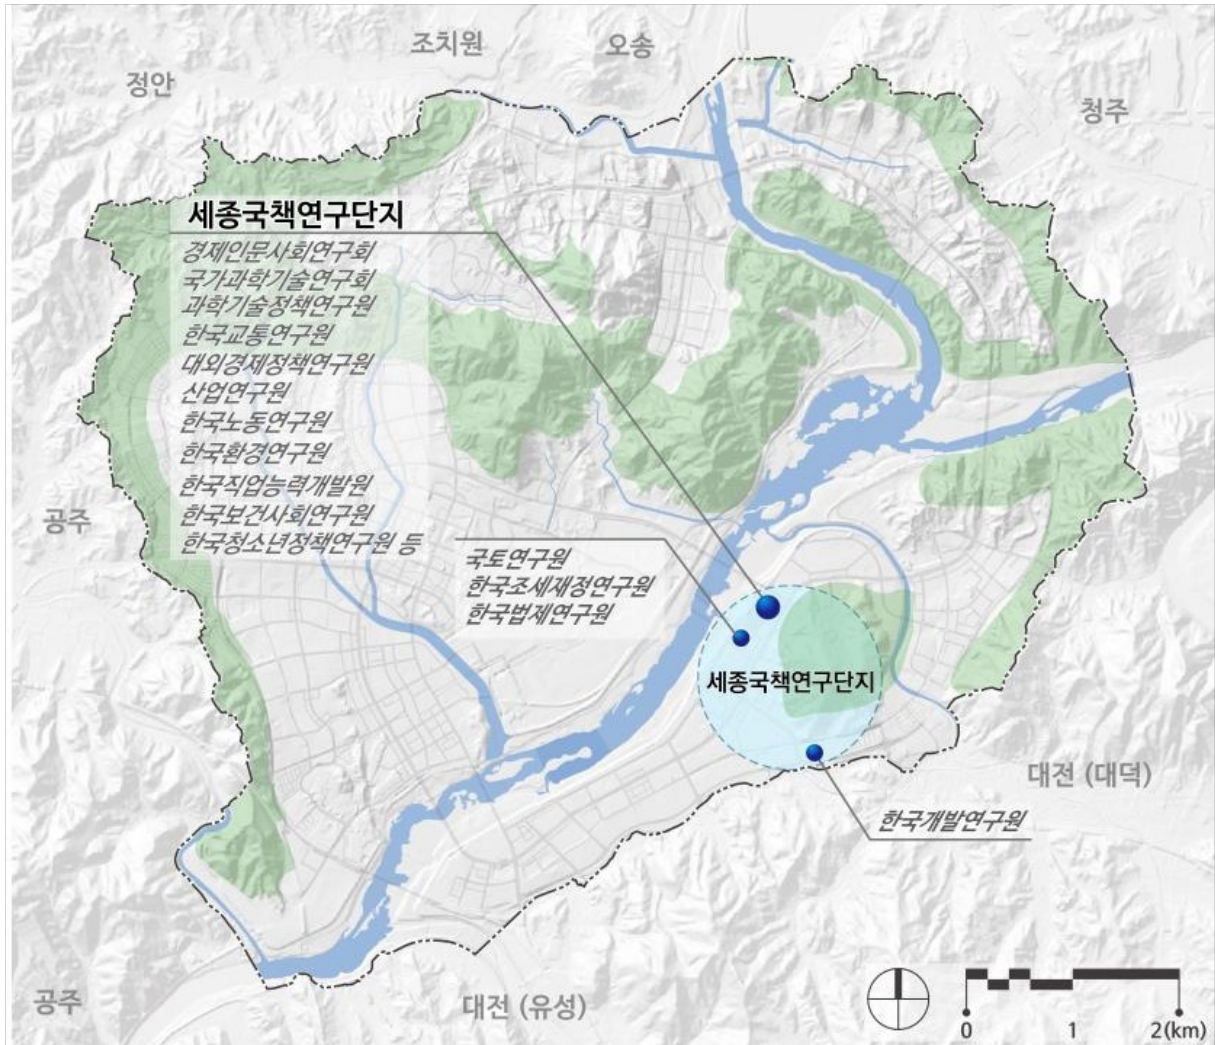 조치원
오송
정안
청주
세종국책연구단지
경제인문사회연구회
국가과학기술연구회
과학기술정책연구원
한국교통연구원
대외경제정책연구원
산업연구원
한국노동연구원
한국환경연구원
한국직업능력개발원
한국보건사회연구원
한국청소년정책연구원 등
공주
국토연구원
한국조세재정연구원
한국법제연구원
세종국책연구단지
대전 (대덕)
한국개발연구원
공주
대전 (유성)
0 1 2(km)